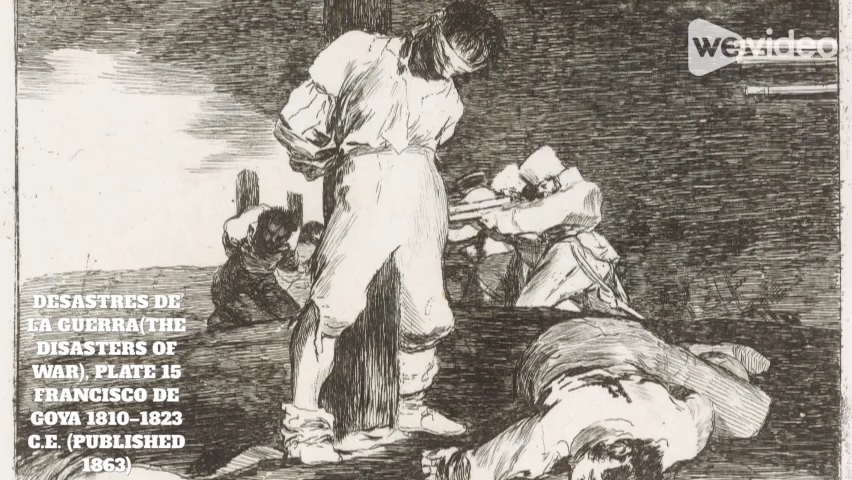 wevideo
DESASTRES DE
LA GUERRA(THE
DISASTERS OF
WAR), PLATE 15
FRANCISCO DE
GOYA 1810–1823
C.E. (PUBLISHED
1863)